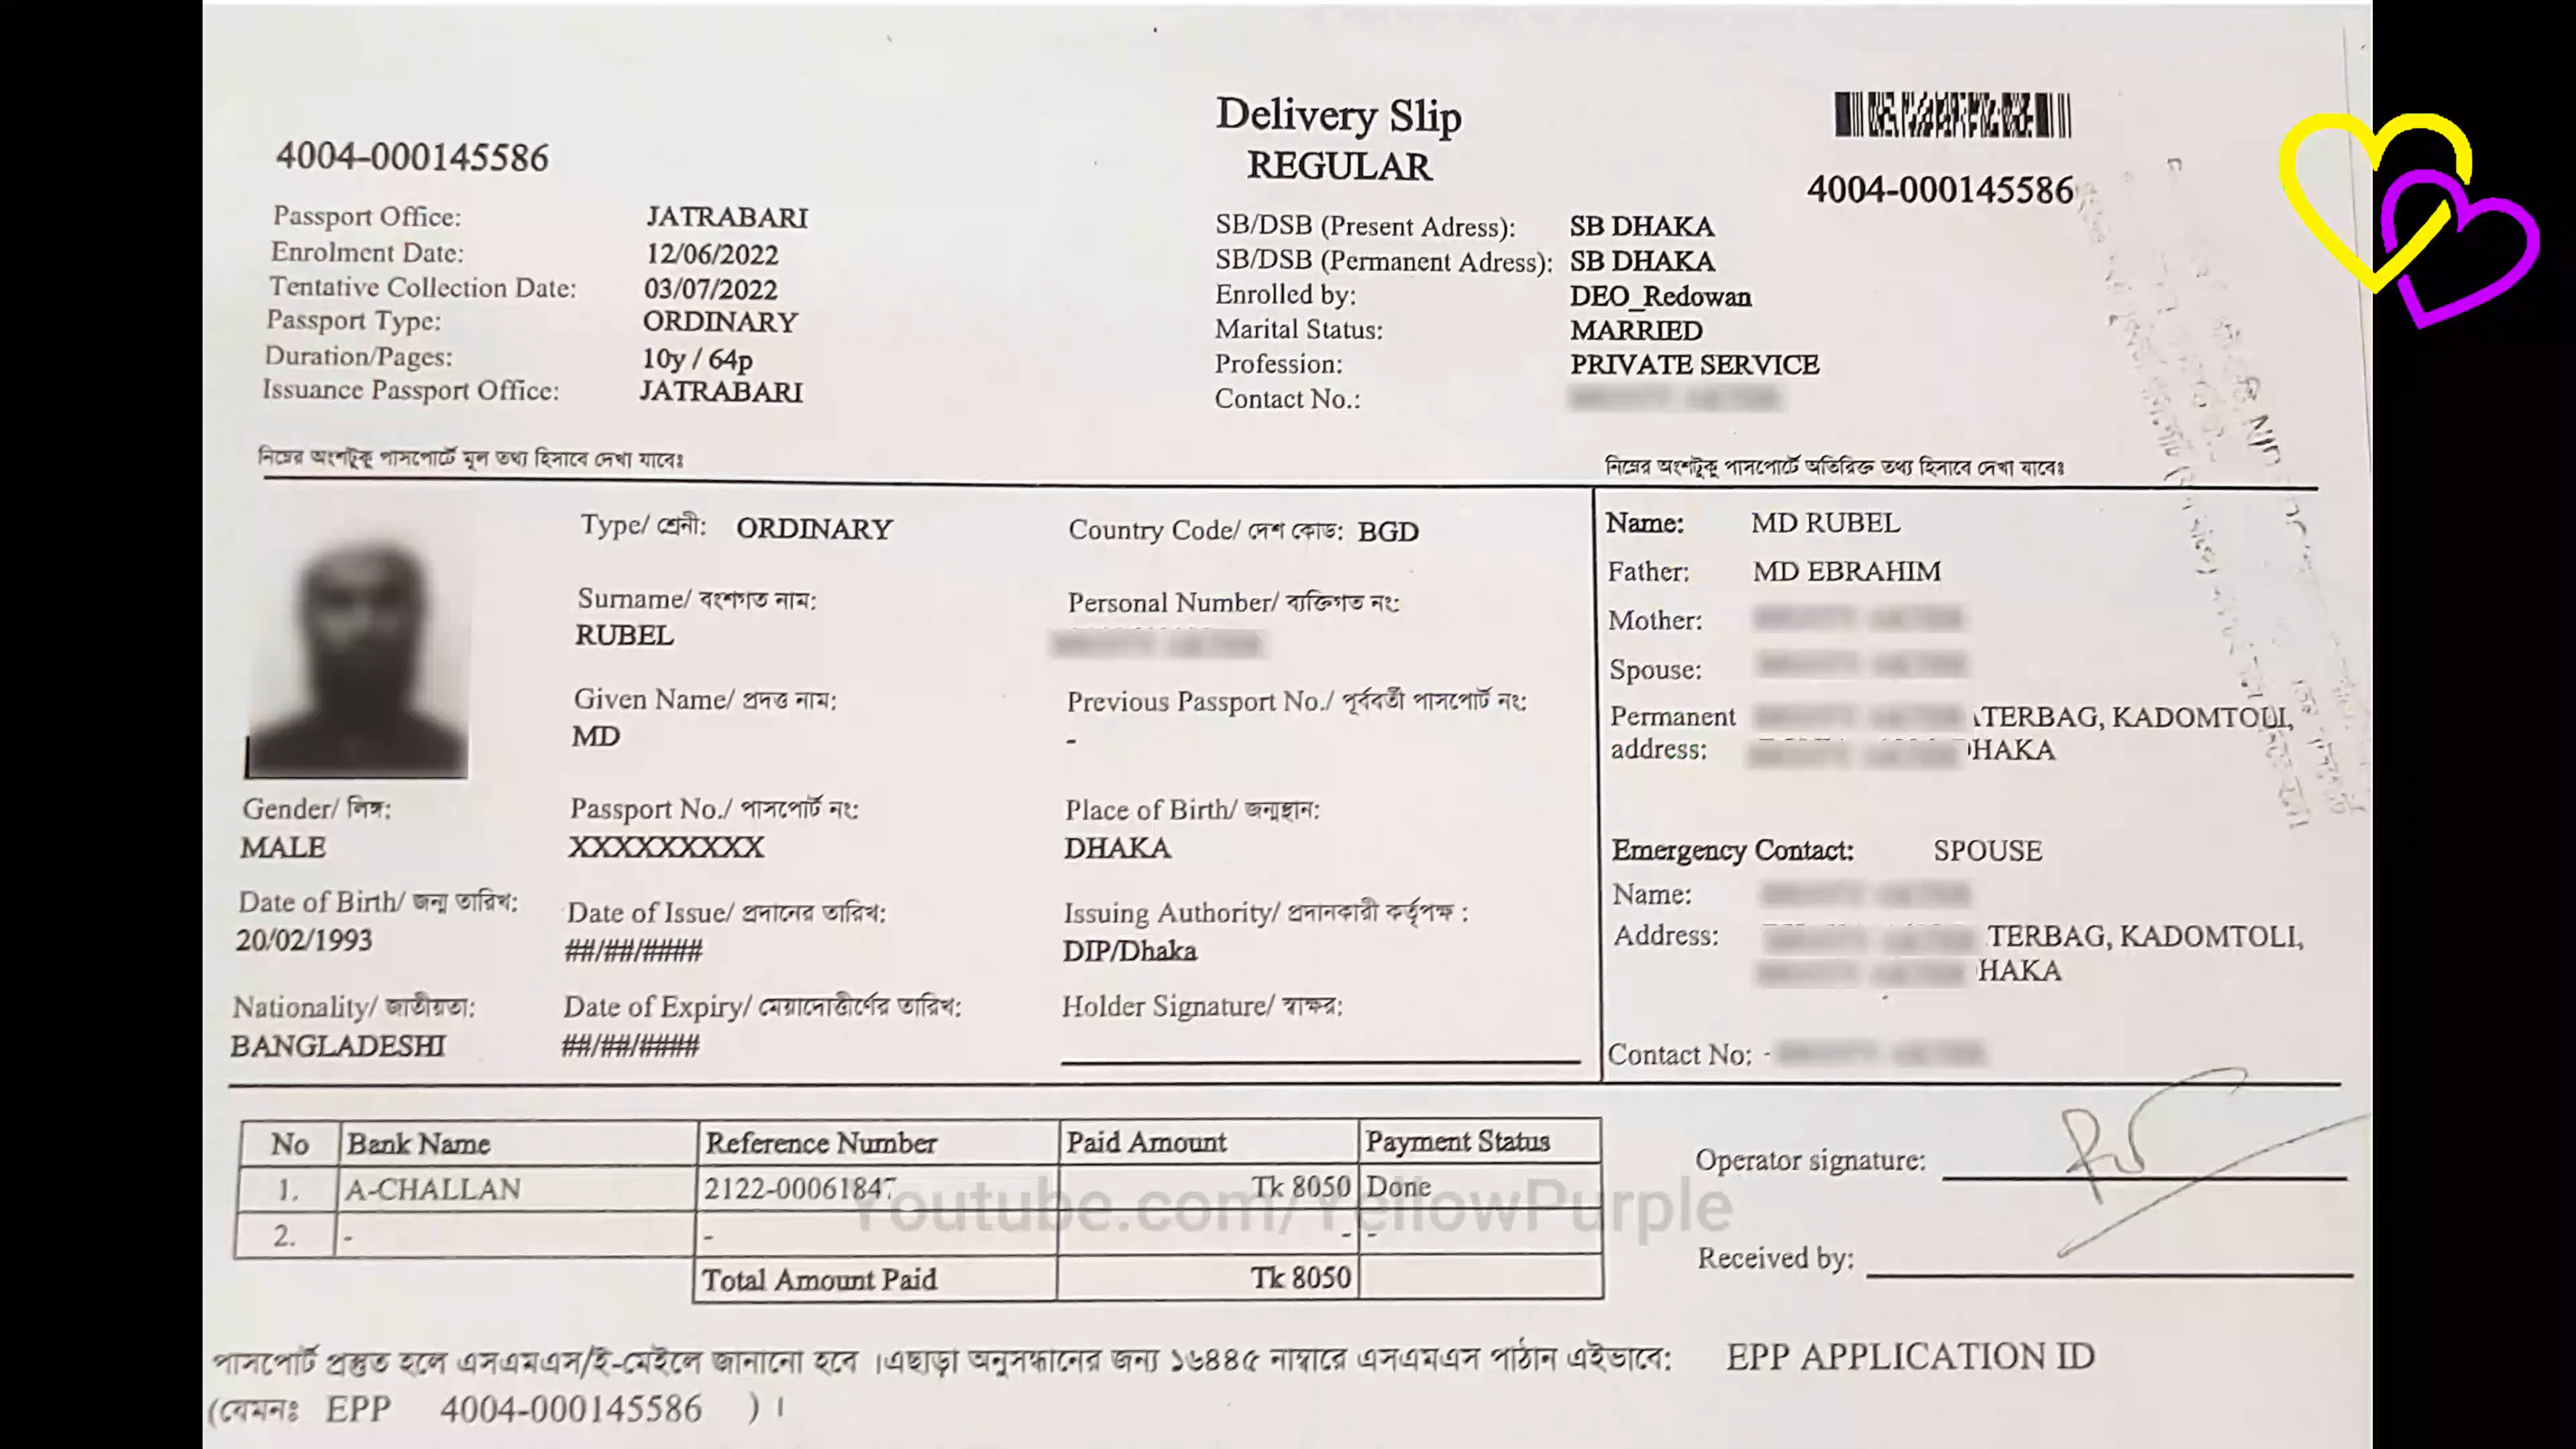 Delivery Slip
REGULAR
4004-000145586
4004-000145586
Passport Office: JATRABARI
Enrolment Date: 12/06/2022
Tentative Collection Date: 03/07/2022
Passport Type: ORDINARY
Duration/Pages: 10y / 64p
Issuance Passport Office: JATRABARI
SB/DSB (Present Adress): SB DHAKA
SB/DSB (Permanent Adress): SB DHAKA
Enrolled by: DEO_Redowan
Marital Status: MARRIED
Profession: PRIVATE SERVICE
Contact No.:
নিম্নের অংশটুকু পাসপোর্টে মূল তথ্য হিসাবে দেখা যাবেঃ
নিম্নের অংশটুকু পাসপোর্টে অতিরিক্ত তথ্য হিসাবে দেখা যাবেঃ
Type/ শ্রেনী: ORDINARY
Country Code/ দেশ কোড: BGD
Surname/ বংশগত নাম:
RUBEL
Personal Number/ ব্যক্তিগত নং:
Given Name/ প্রদত্ত নাম:
MD
Previous Passport No./ পূর্ববর্তী পাসপোর্ট নং:
-
Gender/ লিঙ্গ:
MALE
Passport No./ পাসপোর্ট নং:
XXXXXXXXX
Place of Birth/ জন্মস্থান:
DHAKA
Date of Birth/ জন্ম তারিখ:
20/02/1993
Date of Issue/ প্রদানের তারিখ:
##/##/####
Issuing Authority/ প্রদানকারী কর্তৃপক্ষ :
DIP/Dhaka
Nationality/ জাতীয়তা:
BANGLADESHI
Date of Expiry/ মেয়াদোত্তীর্ণের তারিখ:
##/##/####
Holder Signature/ স্বাক্ষর:
Name: MD RUBEL
Father: MD EBRAHIM
Mother:
Spouse:
Permanent TERBAG, KADOMTOLI,
address: DHAKA
Emergency Contact: SPOUSE
Name:
Address: TERBAG, KADOMTOLI,
HAKA
Contact No: -
No Bank Name Reference Number Paid Amount Payment Status
1. A-CHALLAN 2122-00061847 Tk 8050 Done
2. - - - -
Total Amount Paid Tk 8050
Youtube.com/YellowPurple
Operator signature:
Received by:
পাসপোর্ট প্রস্তুত হলে এসএমএস/ই-মেইলে জানানো হবে ।এছাড়া অনুসন্ধানের জন্য ১৬৪৪৫ নাম্বারে এসএমএস পাঠান এইভাবে: EPP APPLICATION ID
(যেমনঃ EPP 4004-000145586 ) ।